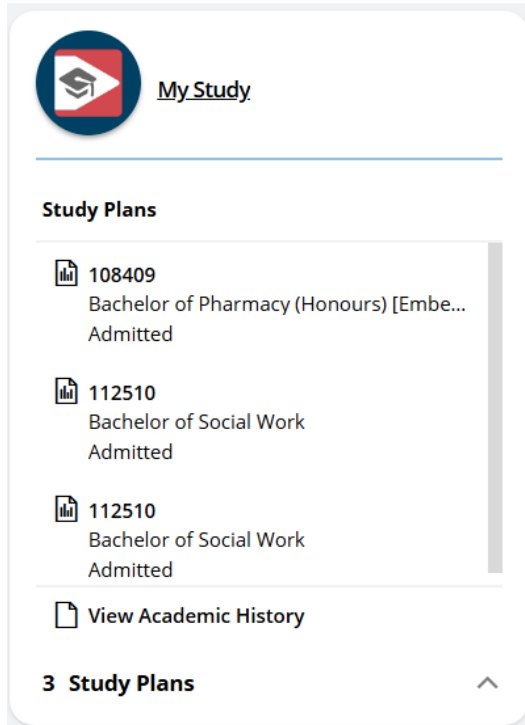 My Study
Study Plans
108409
Bachelor of Pharmacy (Honours) [Embe...
Admitted
112510
Bachelor of Social Work
Admitted
112510
Bachelor of Social Work
Admitted
View Academic History
3 Study Plans